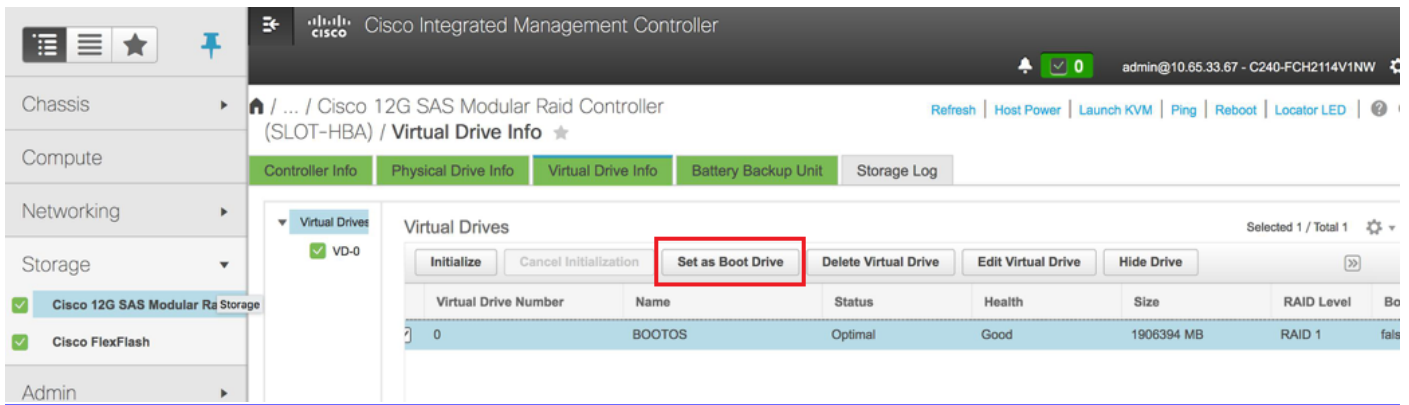 cisco Cisco Integrated Management Controller
0 admin@10.65.33.67 - C240-FCH2114V1NW
Chassis
Compute
Networking
Storage
Cisco 12G SAS Modular Ra Storage
Cisco FlexFlash
Admin
/ ... / Cisco 12G SAS Modular Raid Controller
(SLOT-HBA) / Virtual Drive Info
Refresh | Host Power | Launch KVM | Ping | Reboot | Locator LED |
Controller Info Physical Drive Info Virtual Drive Info Battery Backup Unit Storage Log
Virtual Drives
VD-0
Virtual Drives Selected 1 / Total 1
Initialize Cancel Initialization Set as Boot Drive Delete Virtual Drive Edit Virtual Drive Hide Drive
Virtual Drive Number Name Status Health Size RAID Level Bo
0 BOOTOS Optimal Good 1906394 MB RAID 1 fals